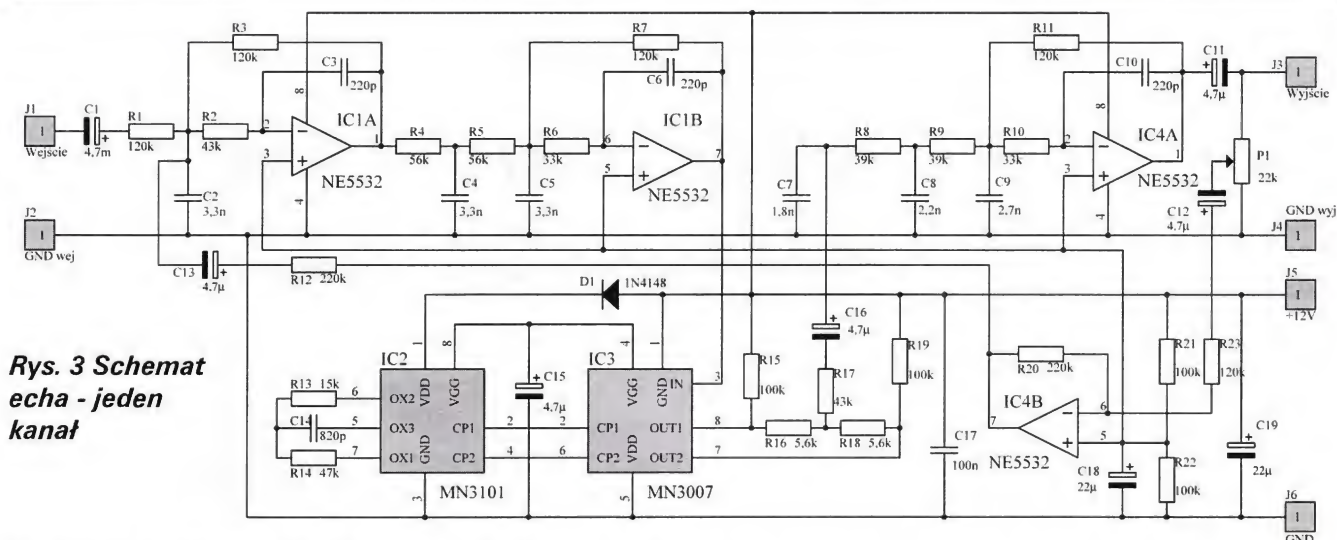 R3
120k
C3
220p
8
J1
1
Wejście
C1
4,7m
R1
120k
R2
43k
2
3
IC1A
1
NE5532
4
C2
3,3n
J2
1
GND wej
R4
56k
R5
56k
R6
33k
C4
3,3n
C5
3,3n
R7
120k
C6
220p
6
5
IC1B
7
NE5532
R8
39k
R9
39k
R10
33k
C7
1,8n
C8
2,2n
C9
2,7n
R11
120k
C10
220p
8
2
3
IC4A
1
NE5532
4
C11
4,7µ
J3
1
Wyjście
P1
22k
C12
4,7µ
GND wyj
J4
1
J5
1
+12V
C13
4,7µ
R12
220k
D1
1N4148
Rys. 3 Schemat
echa - jeden
kanał
R13 15k
C14
820p
R14 47k
IC2
1
8
VDD
VGG
6
OX2
5
OX3
7
OX1
GND
CP1
CP2
2
4
3
MN3101
C15
4,7µ
IC3
4
1
VGG
GND
IN
3
2
CP1
6
CP2
VDD
OUT1
8
OUT2
7
5
MN3007
R15
100k
C16
4,7µ
R17
43k
R16 5,6k
R18 5,6k
R19
100k
C17
100n
R20
220k
IC4B
7
6
5
NE5532
C18
22µ
R21
100k
R22
100k
R23
120k
C19
22µ
J6
1
GND